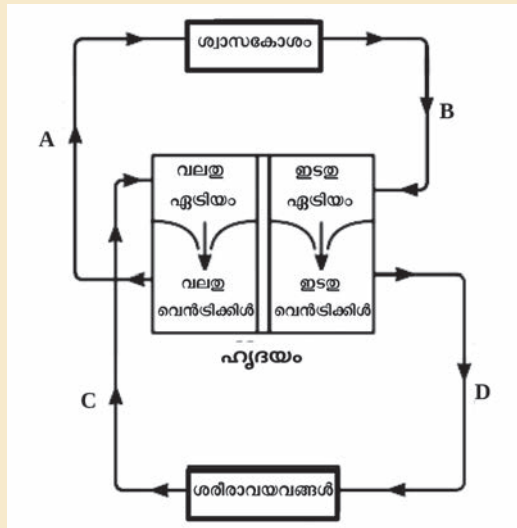 ശ്വാസകോശം
A
B
വലതു
ഏട്രിയം
ഇടതു
ഏട്രിയം
വലതു
വെൻട്രിക്കിൾ
ഇടതു
വെൻട്രിക്കിൾ
ഹൃദയം
C
D
ശരീരാവയവങ്ങൾ